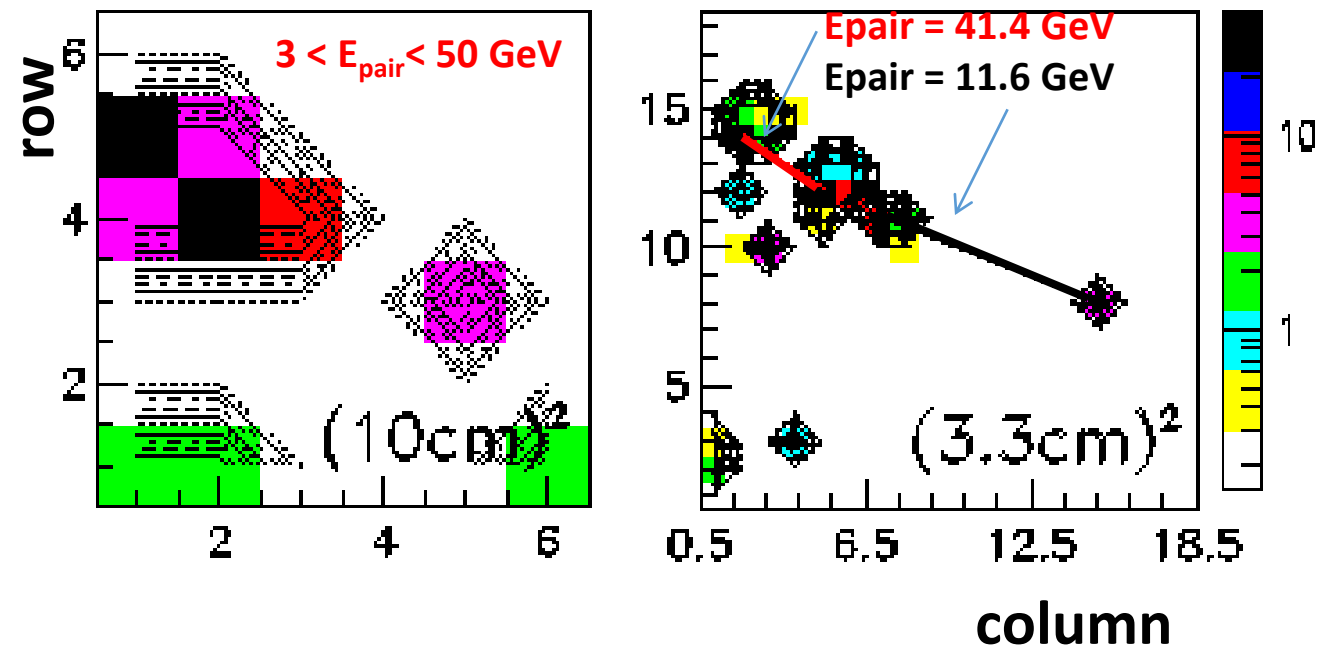 row
6
4
2
3 < Epair< 50 GeV
(10cm)²
2 4 6
Epair = 41.4 GeV
Epair = 11.6 GeV
15
10
5
(3.3cm)²
0.5 6.5 12.5 18.5
10
1
column